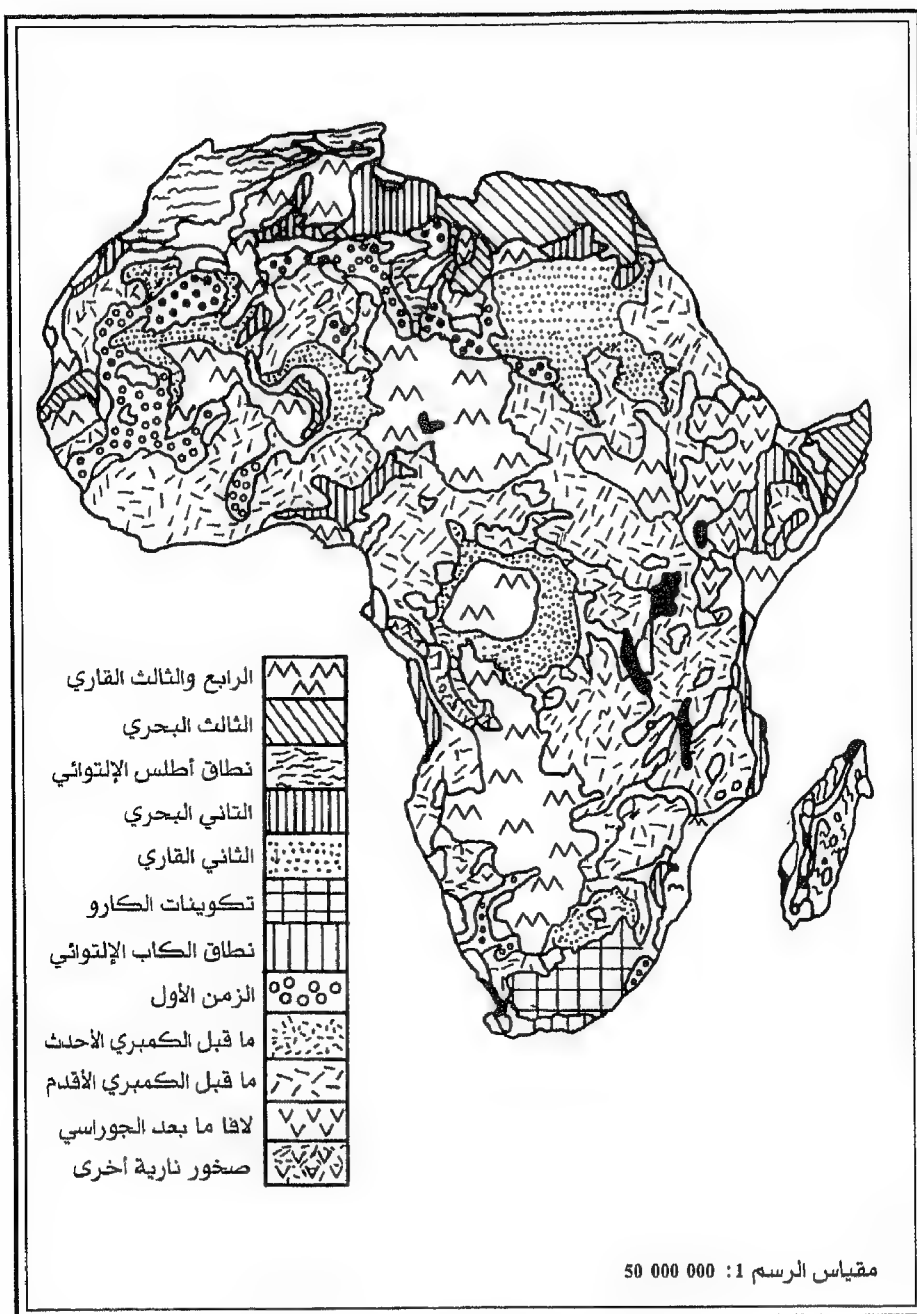 الرابع والثالث القاري
الثالث البحري
نطاق أطلس الإلتوائي
التاني البحري
الثاني القاري
تكوينات الكارو
نطاق الكاب الإلتوائي
الزمن الأول
ما قبل الكمبري الأحدث
ما قبل الكمبري الأقدم
لافا ما بعد الجوراسي
صخور نارية أخرى
مقياس الرسم 1: 000 000 50